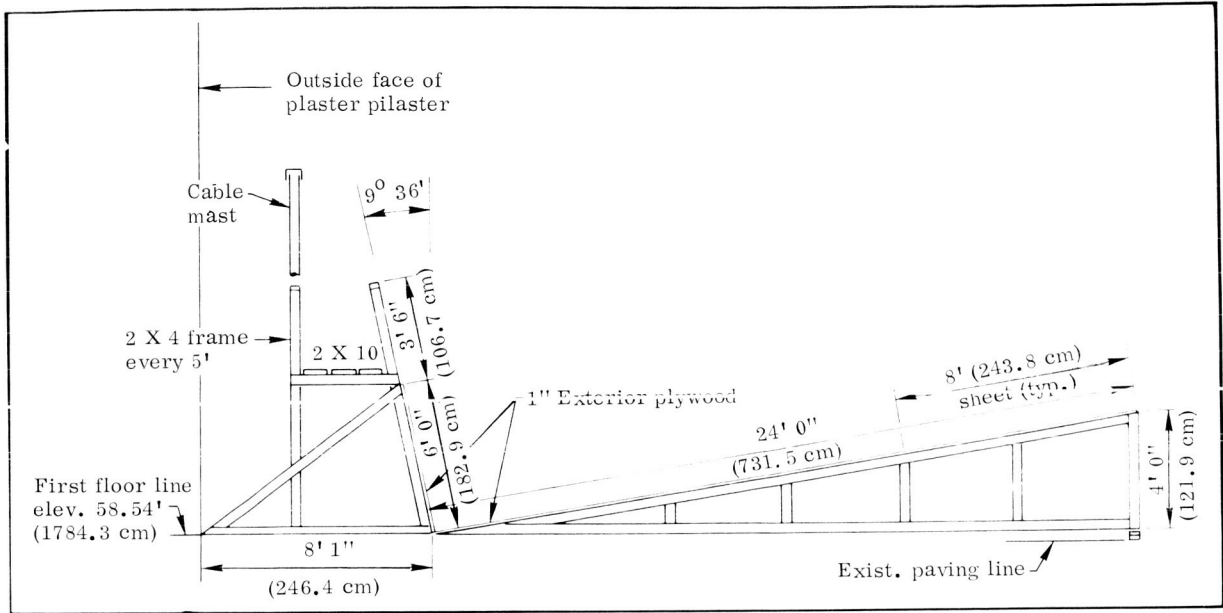 Outside face of
plaster pilaster
Cable
mast
9° 36'
3' 6"
(106.7 cm)
2 X 4 frame
every 5'
2 X 10
8' (243.8 cm)
sheet (typ.)
1" Exterior plywood
6' 0"
(182.9 cm)
24' 0"
(731.5 cm)
4' 0"
(121.9 cm)
First floor line
elev. 58.54'
(1784.3 cm)
8' 1"
(246.4 cm)
Exist. paving line